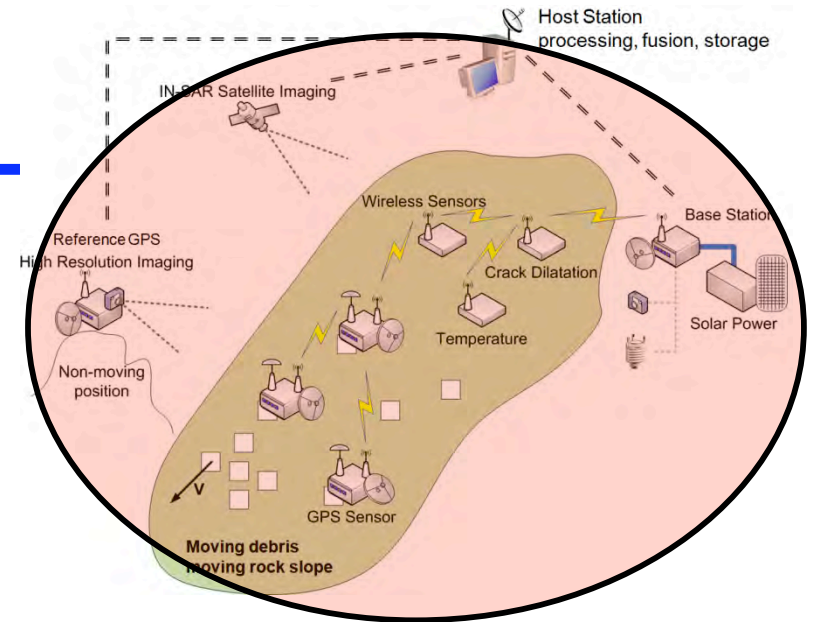 Host Station
processing, fusion, storage
IN-SAR Satellite Imaging
Wireless Sensors
Base Station
Reference GPS
High Resolution Imaging
Crack Dilatation
Solar Power
Temperature
Non-moving
position
V
GPS Sensor
Moving debris
moving rock slope